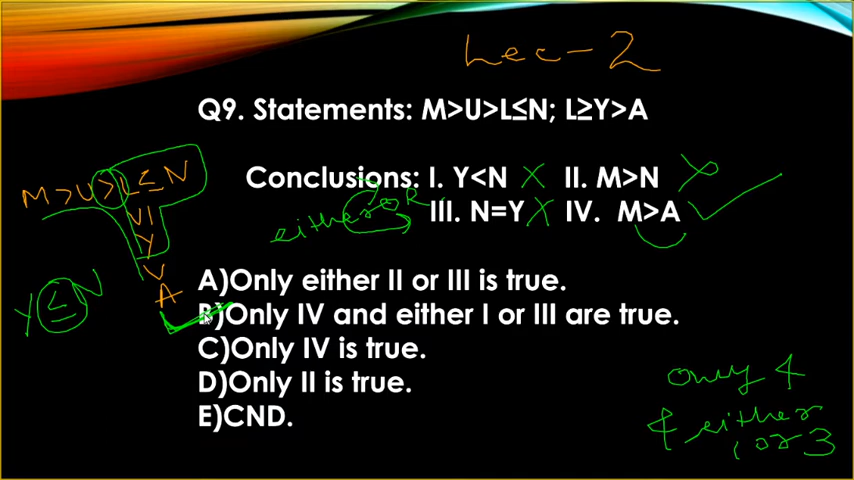 Lec-2
Q9. Statements: M>U>L≤N; L≥Y>A
M>U>L≤N
VI
Y
V
A
Conclusions: I. Y<N X II. M>N X
either OR
III. N=Y X IV. M>A ✓
Y≤N
A)Only either II or III is true.
B)Only IV and either I or III are true.
C)Only IV is true.
D)Only II is true.
E)CND.
only 4
4 either
1 or 3